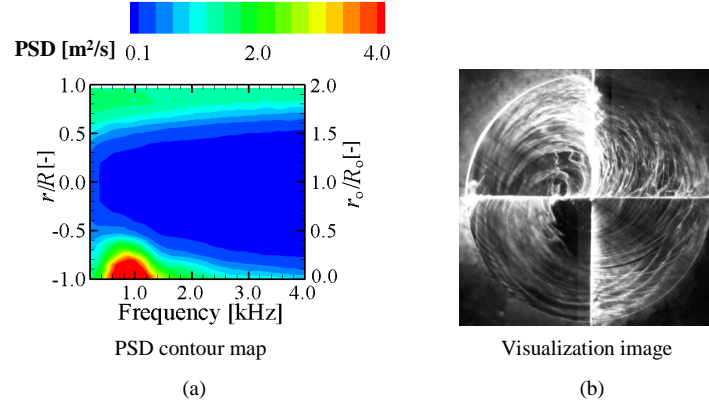 PSD [m²/s] 0.1 2.0 4.0
1.0 2.0
0.5 1.5
r/R [-] 0.0 1.0 rₒ/Rₒ[-]
-0.5 0.5
-1.0 0.0
1.0 2.0 3.0 4.0
Frequency [kHz]
PSD contour map Visualization image
(a) (b)